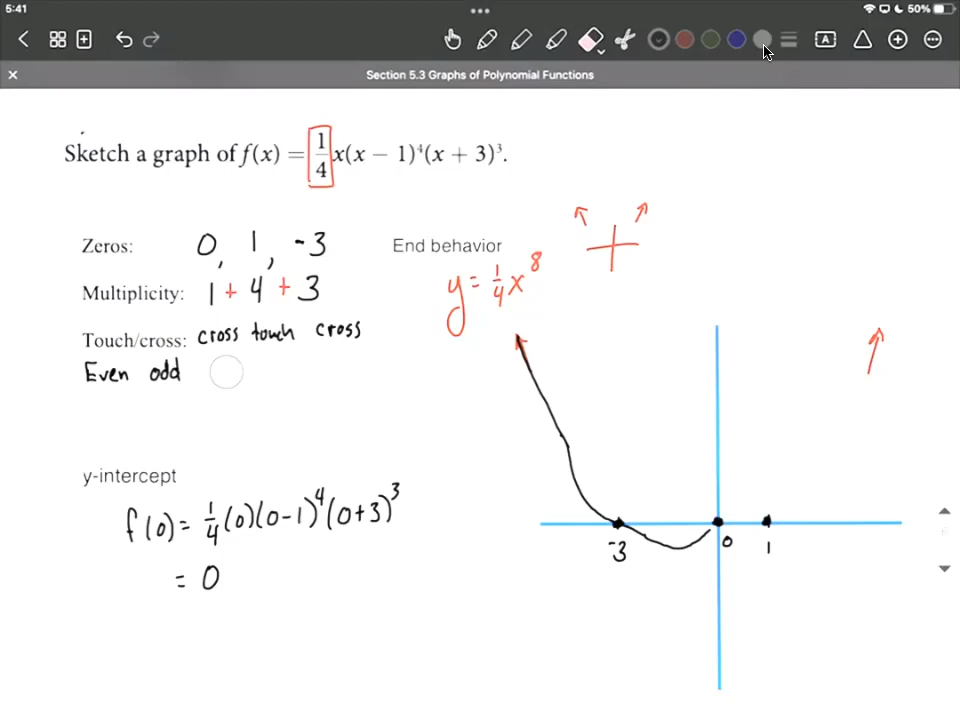 5:41
50%
A
Section 5.3 Graphs of Polynomial Functions
Sketch a graph of f(x) = 1/4 x(x − 1)⁴(x + 3)³.
Zeros: 0, 1, -3
Multiplicity: 1 + 4 + 3
Touch/cross: cross touch cross
Even odd
End behavior
y = 1/4 x⁸
-3 0 1
y-intercept
f(0) = 1/4 (0)(0-1)⁴(0+3)³
= 0